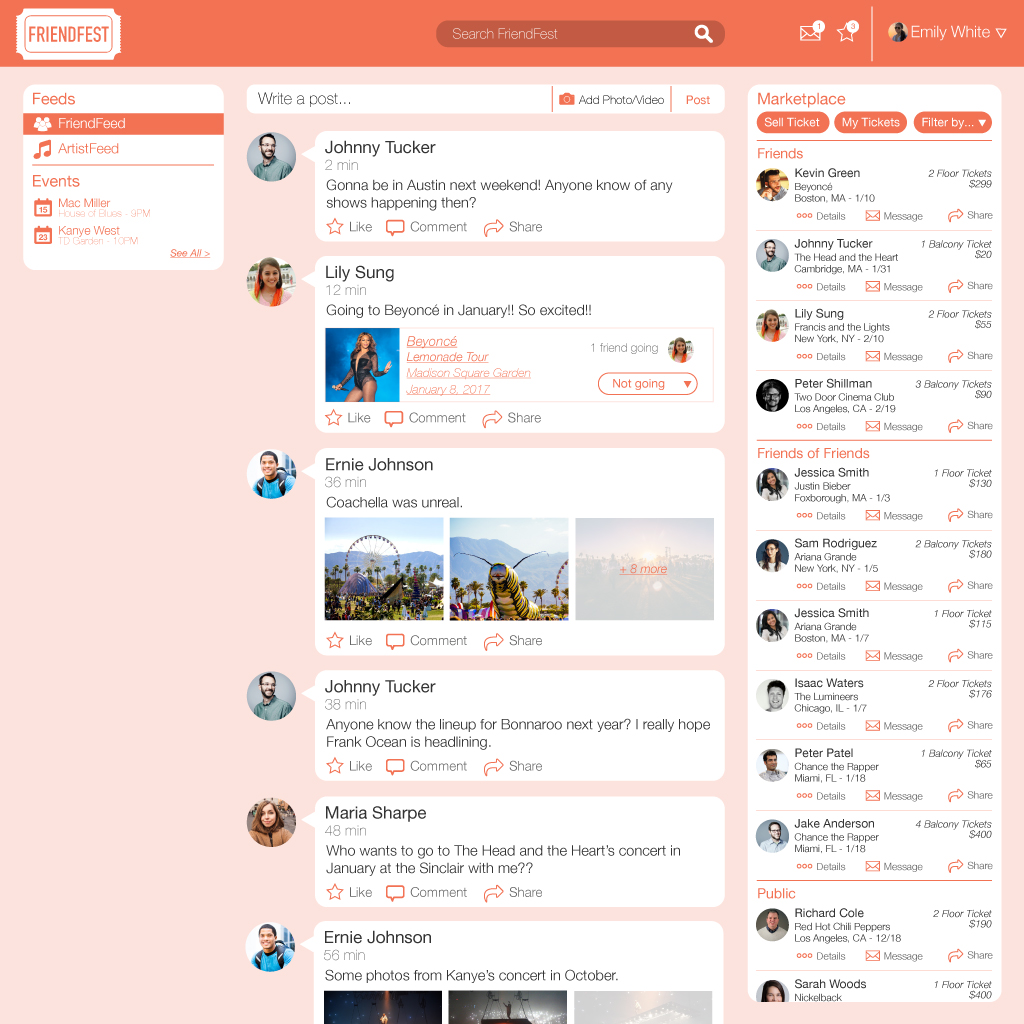 FRIENDFEST
Search FriendFest
1
3
Emily White
Feeds
FriendFeed
ArtistFeed
Events
15
Mac Miller
House of Blues - 9PM
23
Kanye West
TD Garden - 10PM
See All >
Write a post...
Add Photo/Video
Post
Johnny Tucker
2 min
Gonna be in Austin next weekend! Anyone know of any
shows happening then?
Like Comment Share
Lily Sung
12 min
Going to Beyoncé in January!! So excited!!
Beyoncé
Lemonade Tour
Madison Square Garden
January 8, 2017
1 friend going
Not going
Like Comment Share
Ernie Johnson
36 min
Coachella was unreal.
+ 8 more
Like Comment Share
Johnny Tucker
38 min
Anyone know the lineup for Bonnaroo next year? I really hope
Frank Ocean is headlining.
Like Comment Share
Maria Sharpe
48 min
Who wants to go to The Head and the Heart's concert in
January at the Sinclair with me??
Like Comment Share
Ernie Johnson
56 min
Some photos from Kanye's concert in October.
Marketplace
Sell Ticket My Tickets Filter by...
Friends
Kevin Green 2 Floor Tickets
Beyoncé $299
Boston, MA - 1/10
Details Message Share
Johnny Tucker 1 Balcony Ticket
The Head and the Heart $20
Cambridge, MA - 1/31
Details Message Share
Lily Sung 2 Floor Tickets
Francis and the Lights $55
New York, NY - 2/10
Details Message Share
Peter Shillman 3 Balcony Tickets
Two Door Cinema Club $90
Los Angeles, CA - 2/19
Details Message Share
Friends of Friends
Jessica Smith 1 Floor Ticket
Justin Bieber $130
Foxborough, MA - 1/3
Details Message Share
Sam Rodriguez 2 Balcony Tickets
Ariana Grande $180
New York, NY - 1/5
Details Message Share
Jessica Smith 1 Floor Ticket
Ariana Grande $115
Boston, MA - 1/7
Details Message Share
Isaac Waters 2 Floor Tickets
The Lumineers $176
Chicago, IL - 1/7
Details Message Share
Peter Patel 1 Balcony Ticket
Chance the Rapper $65
Miami, FL - 1/18
Details Message Share
Jake Anderson 4 Balcony Tickets
Chance the Rapper $400
Miami, FL - 1/18
Details Message Share
Public
Richard Cole 2 Floor Ticket
Red Hot Chili Peppers $190
Los Angeles, CA - 12/18
Details Message Share
Sarah Woods 1 Floor Ticket
Nickelback $400